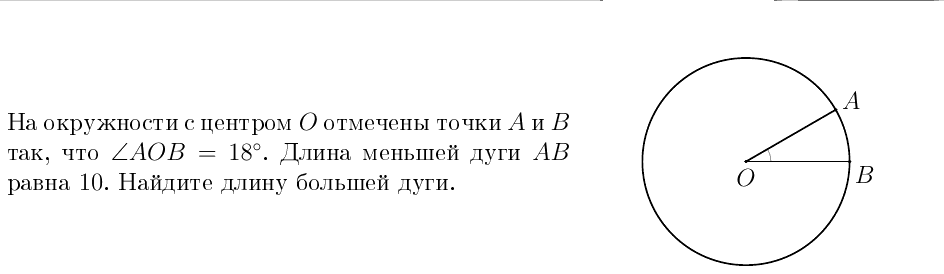 На окружности с центром O отмечены точки A и B
так, что ∠AOB = 18°. Длина меньшей дуги AB
равна 10. Найдите длину большей дуги.
A
O
B